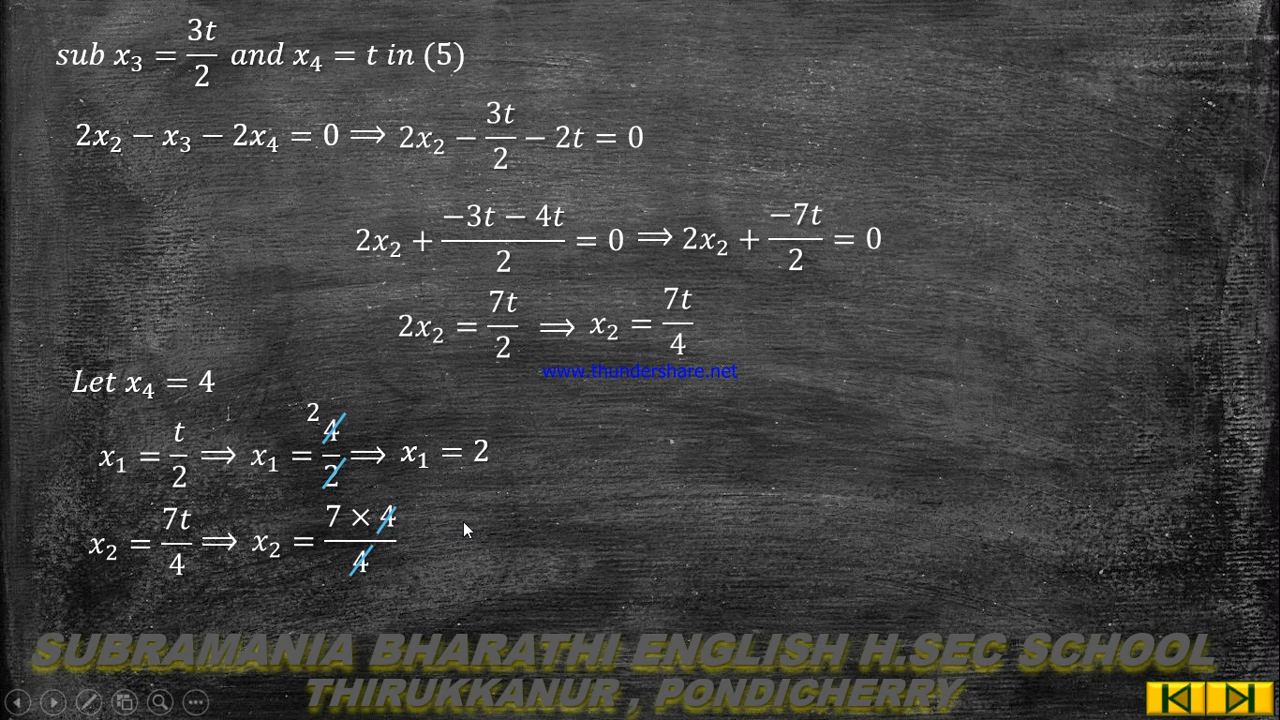 sub x₃ = 3t/2 and x₄ = t in (5)
2x₂ − x₃ − 2x₄ = 0 ⟹ 2x₂ − 3t/2 − 2t = 0
2x₂ + (−3t − 4t)/2 = 0 ⟹ 2x₂ + (−7t)/2 = 0
2x₂ = 7t/2 ⟹ x₂ = 7t/4
www.thundershare.net
Let x₄ = 4
x₁ = t/2 ⟹ x₁ = 2 4/2 ⟹ x₁ = 2
x₂ = 7t/4 ⟹ x₂ = (7 × 4)/4
SUBRAMANIA BHARATHI ENGLISH H.SEC SCHOOL
THIRUKKANUR , PONDICHERRY